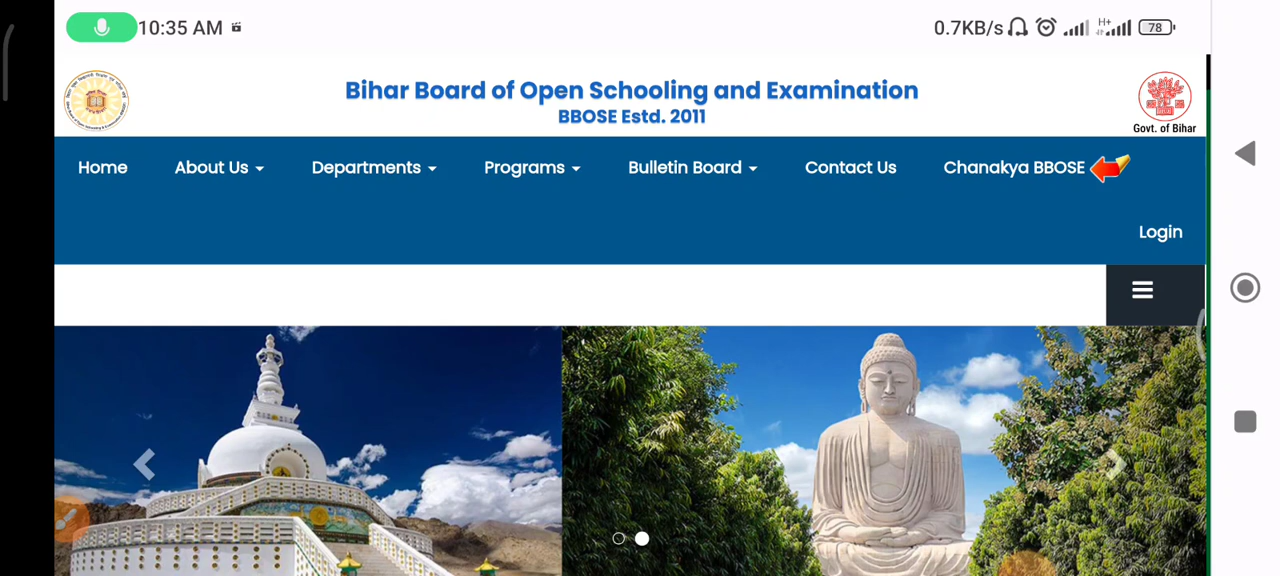 10:35 AM
0.7KB/s H+ 78
Bihar Board of Open Schooling and Examination
BBOSE Estd. 2011
Govt. of Bihar
Home About Us Departments Programs Bulletin Board Contact Us Chanakya BBOSE
Login